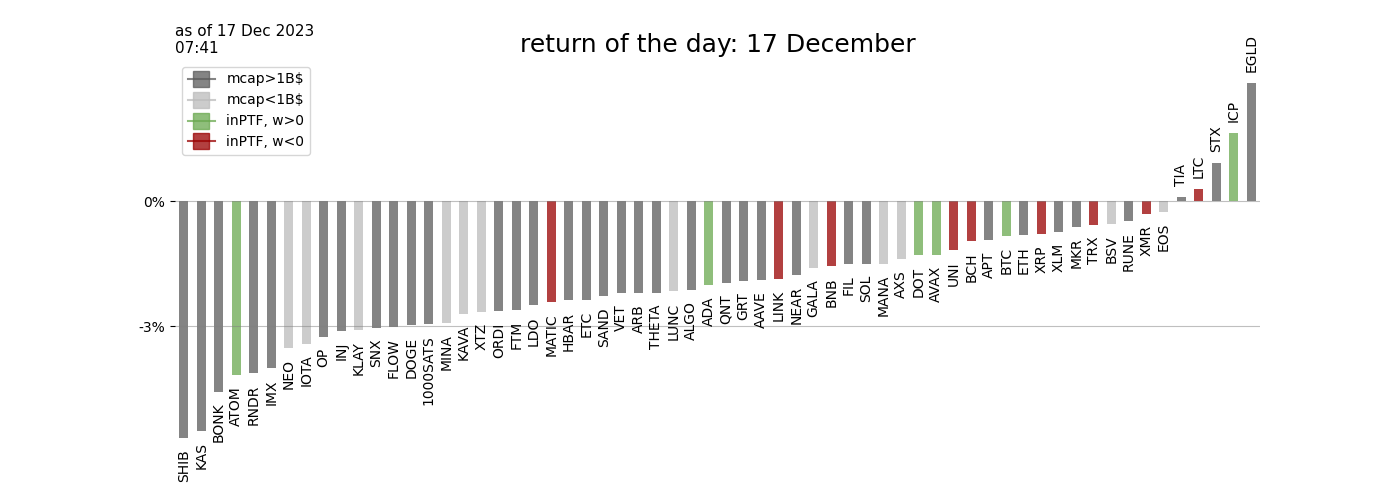 as of 17 Dec 2023
07:41
return of the day: 17 December
mcap>1B$
mcap<1B$
inPTF, w>0
inPTF, w<0
0%
-3%
SHIB
KAS
BONK
ATOM
RNDR
IMX
NEO
IOTA
OP
INJ
KLAY
SNX
FLOW
DOGE
1000SATS
MINA
KAVA
XTZ
ORDI
FTM
LDO
MATIC
HBAR
ETC
SAND
VET
ARB
THETA
LUNC
ALGO
ADA
QNT
GRT
AAVE
LINK
NEAR
GALA
BNB
FIL
SOL
MANA
AXS
DOT
AVAX
UNI
BCH
APT
BTC
ETH
XRP
XLM
MKR
TRX
BSV
RUNE
XMR
EOS
TIA
LTC
STX
ICP
EGLD